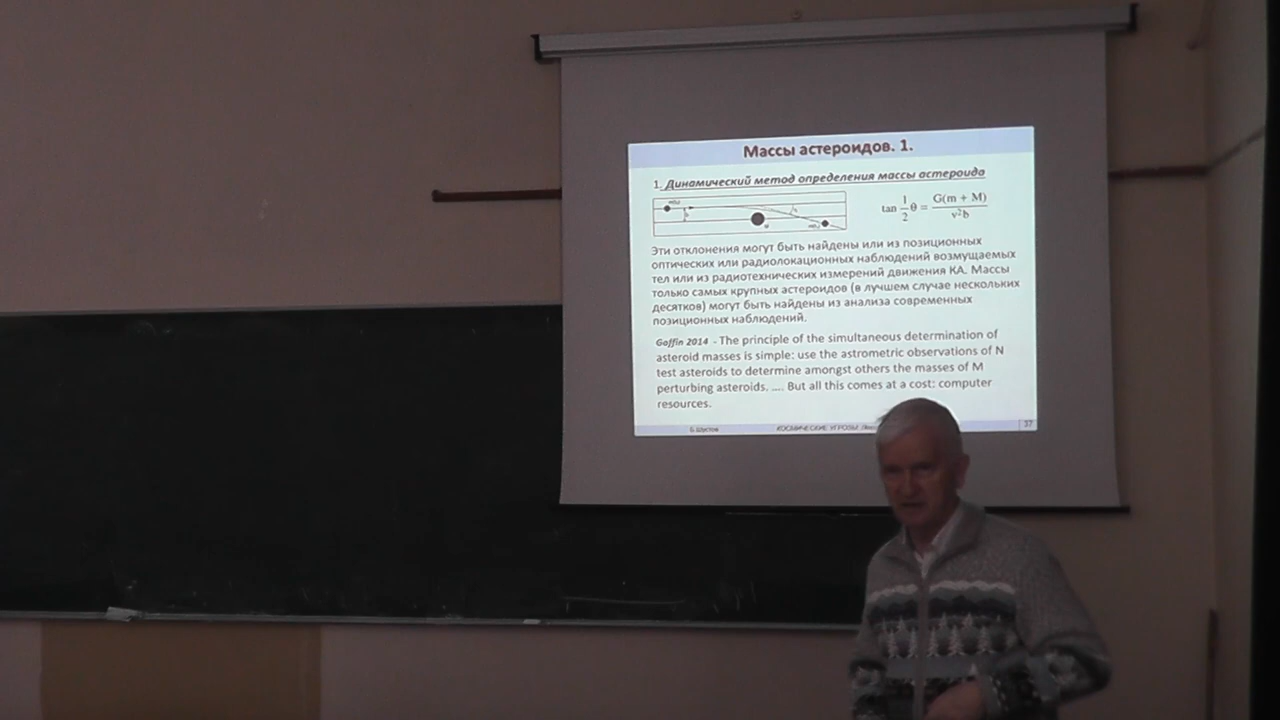 Массы астероидов. 1.
1. Динамический метод определения массы астероида
tan 1/2 θ = G(m + M) / v²b
Эти отклонения могут быть найдены или из позиционных
оптических или радиолокационных наблюдений возмущаемых
тел или из радиотехнических измерений движения КА. Массы
только самых крупных астероидов (в лучшем случае нескольких
десятков) могут быть найдены из анализа современных
позиционных наблюдений.
Goffin 2014 - The principle of the simultaneous determination of
asteroid masses is simple: use the astrometric observations of N
test asteroids to determine amongst others the masses of M
perturbing asteroids. .... But all this comes at a cost: computer
resources.
Б.Шустов КОСМИЧЕСКИЕ УГРОЗЫ 37